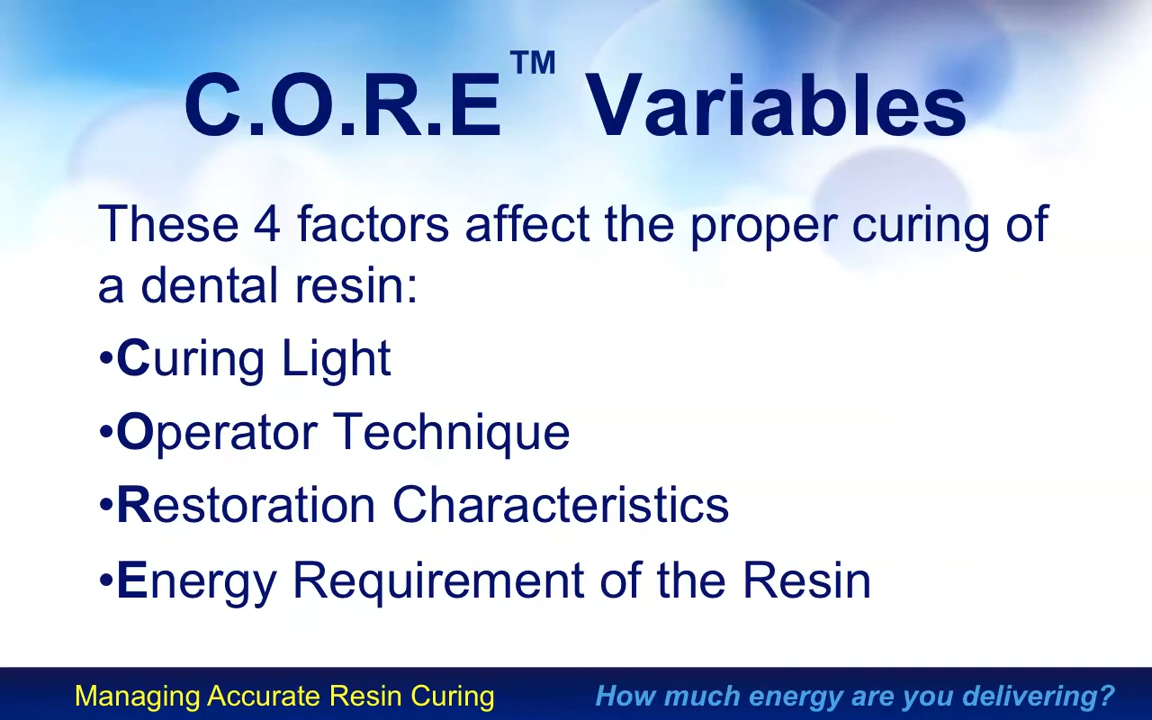 C.O.R.E™ Variables
These 4 factors affect the proper curing of
a dental resin:
•Curing Light
•Operator Technique
•Restoration Characteristics
•Energy Requirement of the Resin
Managing Accurate Resin Curing
How much energy are you delivering?